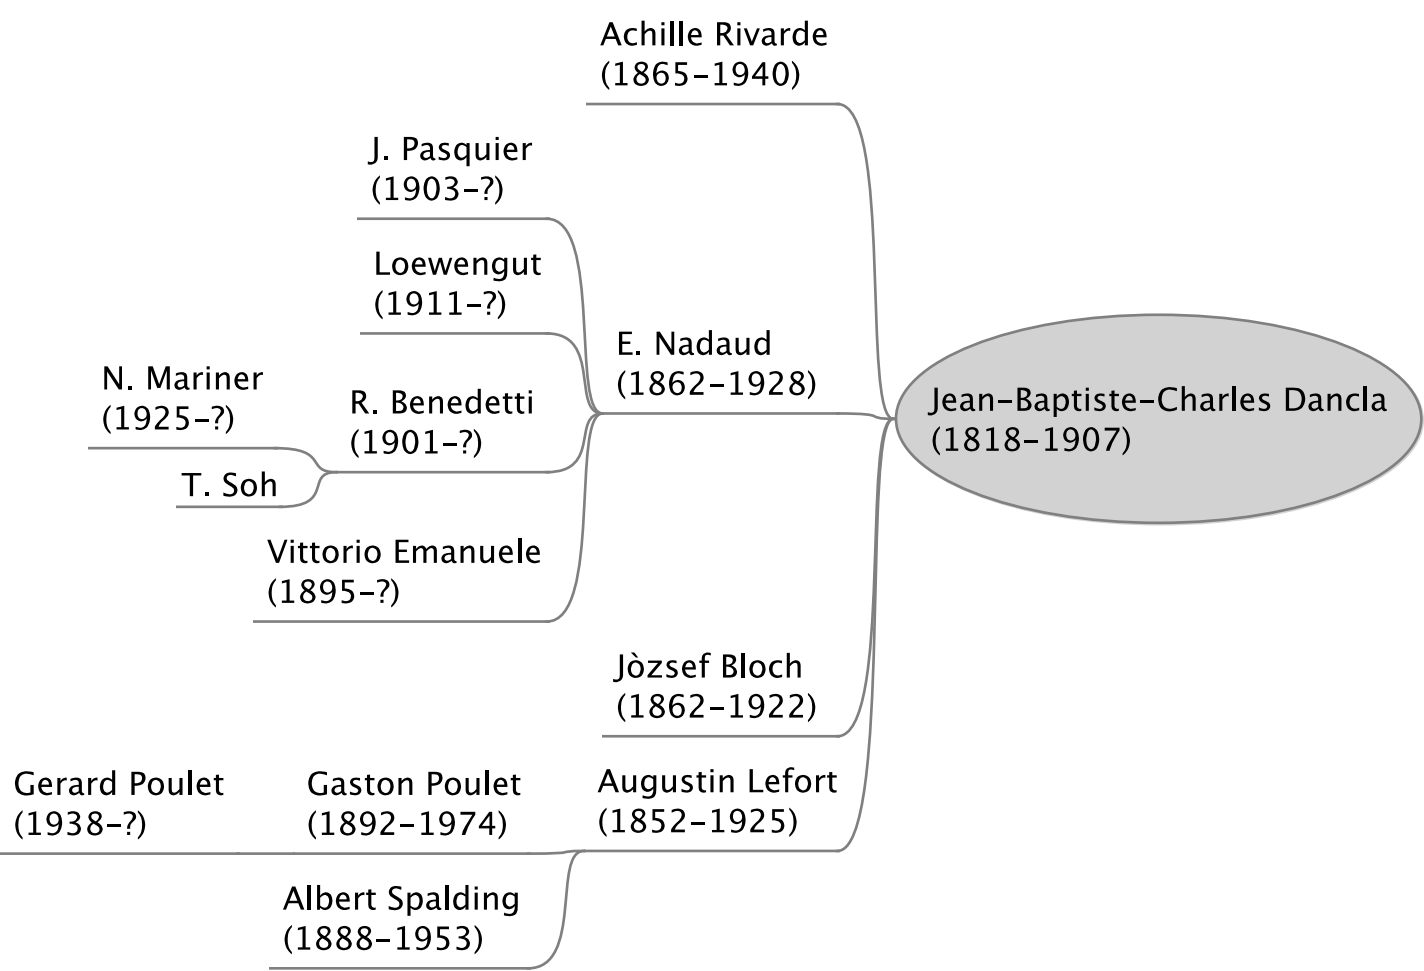 Achille Rivarde
(1865–1940)
J. Pasquier
(1903–?)
Loewengut
(1911–?)
E. Nadaud
(1862–1928)
N. Mariner
(1925–?)
R. Benedetti
(1901–?)
Jean–Baptiste–Charles Dancla
(1818–1907)
T. Soh
Vittorio Emanuele
(1895–?)
Jòzsef Bloch
(1862–1922)
Gerard Poulet
(1938–?)
Gaston Poulet
(1892–1974)
Augustin Lefort
(1852–1925)
Albert Spalding
(1888–1953)